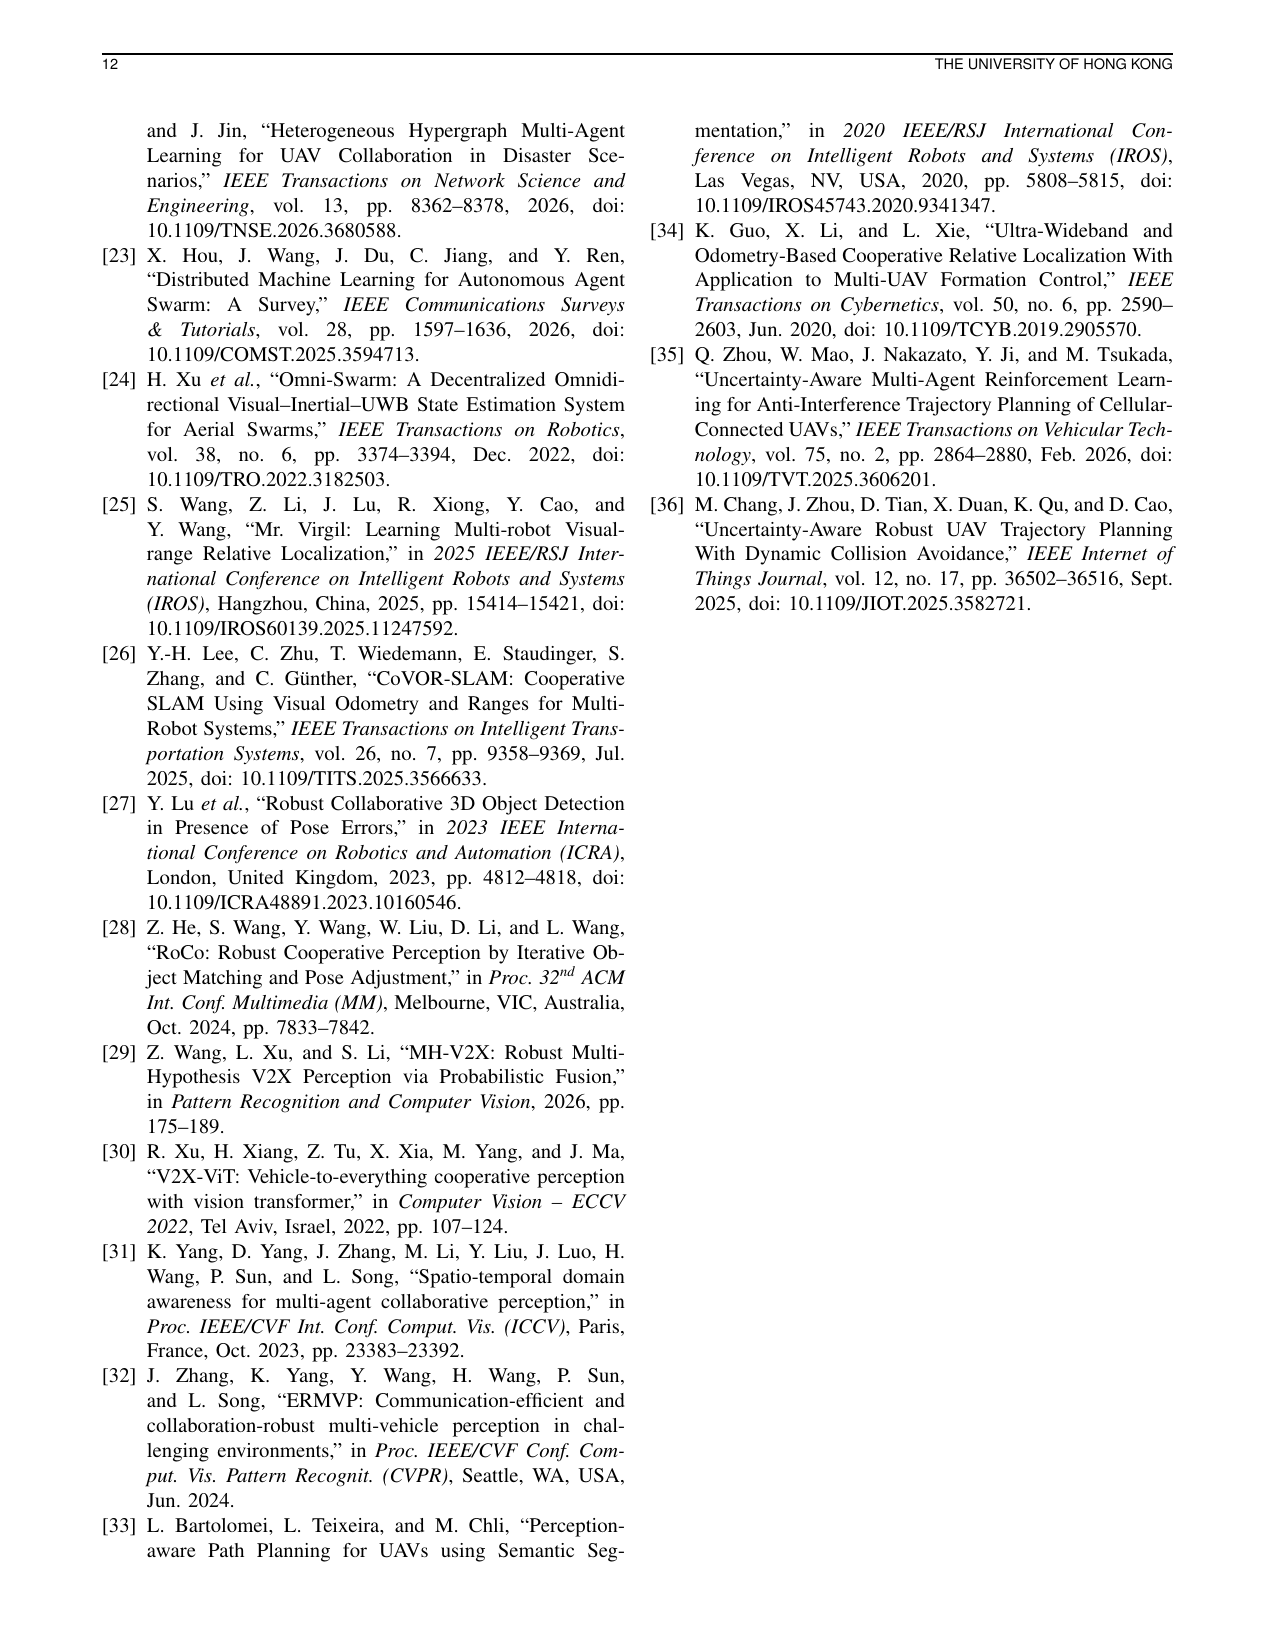 12
THE UNIVERSITY OF HONG KONG
and J. Jin, “Heterogeneous Hypergraph Multi-Agent
Learning for UAV Collaboration in Disaster Sce-
narios,” IEEE Transactions on Network Science and
Engineering, vol. 13, pp. 8362–8378, 2026, doi:
10.1109/TNSE.2026.3680588.
[23] X. Hou, J. Wang, J. Du, C. Jiang, and Y. Ren,
“Distributed Machine Learning for Autonomous Agent
Swarm: A Survey,” IEEE Communications Surveys
& Tutorials, vol. 28, pp. 1597–1636, 2026, doi:
10.1109/COMST.2025.3594713.
[24] H. Xu et al., “Omni-Swarm: A Decentralized Omnidi-
rectional Visual–Inertial–UWB State Estimation System
for Aerial Swarms,” IEEE Transactions on Robotics,
vol. 38, no. 6, pp. 3374–3394, Dec. 2022, doi:
10.1109/TRO.2022.3182503.
[25] S. Wang, Z. Li, J. Lu, R. Xiong, Y. Cao, and
Y. Wang, “Mr. Virgil: Learning Multi-robot Visual-
range Relative Localization,” in 2025 IEEE/RSJ Inter-
national Conference on Intelligent Robots and Systems
(IROS), Hangzhou, China, 2025, pp. 15414–15421, doi:
10.1109/IROS60139.2025.11247592.
[26] Y.-H. Lee, C. Zhu, T. Wiedemann, E. Staudinger, S.
Zhang, and C. Günther, “CoVOR-SLAM: Cooperative
SLAM Using Visual Odometry and Ranges for Multi-
Robot Systems,” IEEE Transactions on Intelligent Trans-
portation Systems, vol. 26, no. 7, pp. 9358–9369, Jul.
2025, doi: 10.1109/TITS.2025.3566633.
[27] Y. Lu et al., “Robust Collaborative 3D Object Detection
in Presence of Pose Errors,” in 2023 IEEE Interna-
tional Conference on Robotics and Automation (ICRA),
London, United Kingdom, 2023, pp. 4812–4818, doi:
10.1109/ICRA48891.2023.10160546.
[28] Z. He, S. Wang, Y. Wang, W. Liu, D. Li, and L. Wang,
“RoCo: Robust Cooperative Perception by Iterative Ob-
ject Matching and Pose Adjustment,” in Proc. 32nd ACM
Int. Conf. Multimedia (MM), Melbourne, VIC, Australia,
Oct. 2024, pp. 7833–7842.
[29] Z. Wang, L. Xu, and S. Li, “MH-V2X: Robust Multi-
Hypothesis V2X Perception via Probabilistic Fusion,”
in Pattern Recognition and Computer Vision, 2026, pp.
175–189.
[30] R. Xu, H. Xiang, Z. Tu, X. Xia, M. Yang, and J. Ma,
“V2X-ViT: Vehicle-to-everything cooperative perception
with vision transformer,” in Computer Vision – ECCV
2022, Tel Aviv, Israel, 2022, pp. 107–124.
[31] K. Yang, D. Yang, J. Zhang, M. Li, Y. Liu, J. Luo, H.
Wang, P. Sun, and L. Song, “Spatio-temporal domain
awareness for multi-agent collaborative perception,” in
Proc. IEEE/CVF Int. Conf. Comput. Vis. (ICCV), Paris,
France, Oct. 2023, pp. 23383–23392.
[32] J. Zhang, K. Yang, Y. Wang, H. Wang, P. Sun,
and L. Song, “ERMVP: Communication-efficient and
collaboration-robust multi-vehicle perception in chal-
lenging environments,” in Proc. IEEE/CVF Conf. Com-
put. Vis. Pattern Recognit. (CVPR), Seattle, WA, USA,
Jun. 2024.
[33] L. Bartolomei, L. Teixeira, and M. Chli, “Perception-
aware Path Planning for UAVs using Semantic Seg-
mentation,” in 2020 IEEE/RSJ International Con-
ference on Intelligent Robots and Systems (IROS),
Las Vegas, NV, USA, 2020, pp. 5808–5815, doi:
10.1109/IROS45743.2020.9341347.
[34] K. Guo, X. Li, and L. Xie, “Ultra-Wideband and
Odometry-Based Cooperative Relative Localization With
Application to Multi-UAV Formation Control,” IEEE
Transactions on Cybernetics, vol. 50, no. 6, pp. 2590–
2603, Jun. 2020, doi: 10.1109/TCYB.2019.2905570.
[35] Q. Zhou, W. Mao, J. Nakazato, Y. Ji, and M. Tsukada,
“Uncertainty-Aware Multi-Agent Reinforcement Learn-
ing for Anti-Interference Trajectory Planning of Cellular-
Connected UAVs,” IEEE Transactions on Vehicular Tech-
nology, vol. 75, no. 2, pp. 2864–2880, Feb. 2026, doi:
10.1109/TVT.2025.3606201.
[36] M. Chang, J. Zhou, D. Tian, X. Duan, K. Qu, and D. Cao,
“Uncertainty-Aware Robust UAV Trajectory Planning
With Dynamic Collision Avoidance,” IEEE Internet of
Things Journal, vol. 12, no. 17, pp. 36502–36516, Sept.
2025, doi: 10.1109/JIOT.2025.3582721.